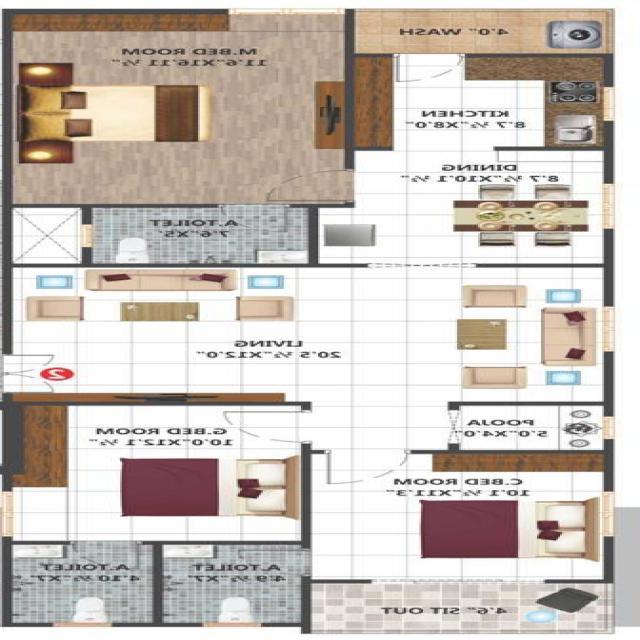 4'0" WASH
M.BED ROOM
11'6"X16'11 ½"
KITCHEN
8'7 ½"X8'0"
DINING
8'7 ½"X10'1 ½"
A.TOILET
7'6"X5'
LIVING
20'5 ½"X12'0"
2
G.BED ROOM
10'0"X12'1 ½"
POOJA
5'0"X4'0"
C.BED ROOM
10'1 ½"X11'3"
A.TOILET
4'10 ½"X7'
A.TOILET
4'9 ½"X7'
4'6" SIT OUT